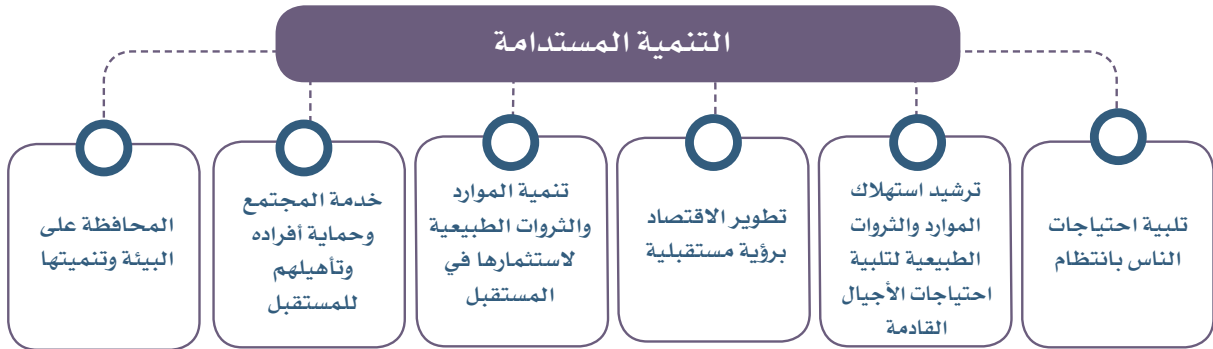 التنمية المستدامة
تلبية احتياجات
الناس بانتظام
ترشيد استهلاك
الموارد والثروات
الطبيعية لتلبية
احتياجات الأجيال
القادمة
تطوير الاقتصاد
برؤية مستقبلية
تنمية الموارد
والثروات الطبيعية
لاستثمارها في
المستقبل
خدمة المجتمع
وحماية أفراده
وتأهيلهم
للمستقبل
المحافظة على
البيئة وتنميتها